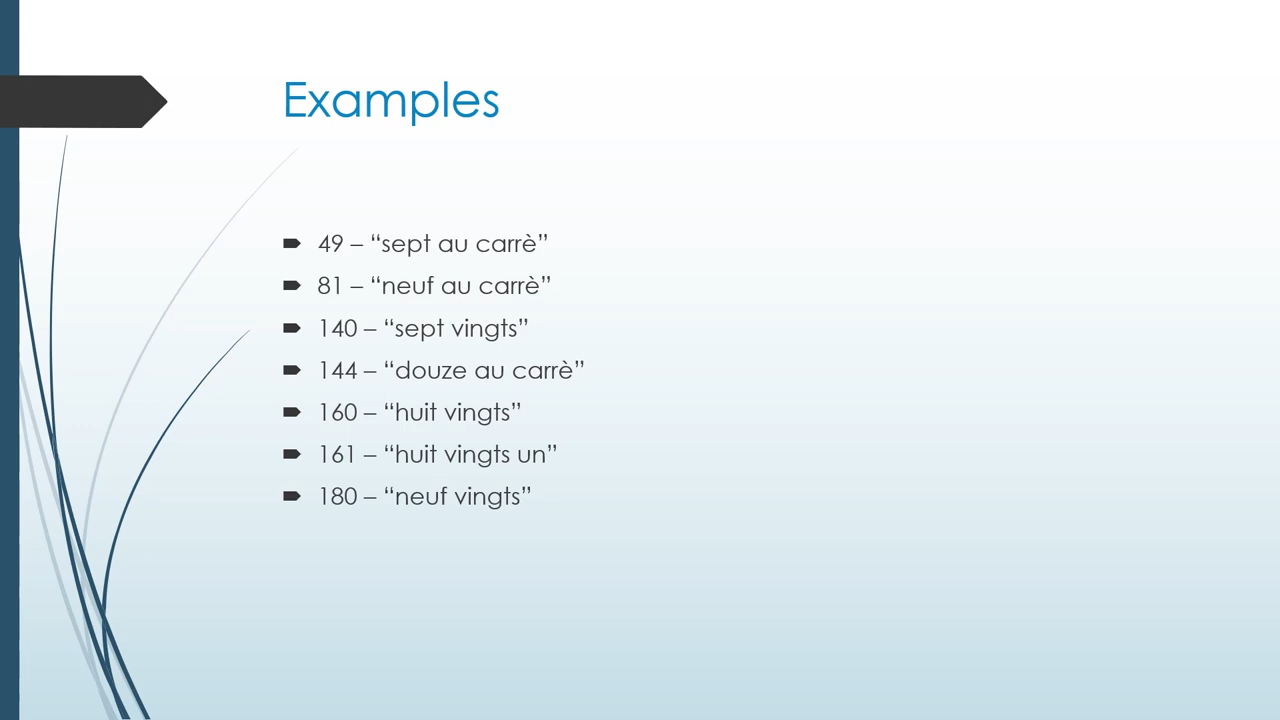 Examples
49 – “sept au carrè”
81 – “neuf au carrè”
140 – “sept vingts”
144 – “douze au carrè”
160 – “huit vingts”
161 – “huit vingts un”
180 – “neuf vingts”